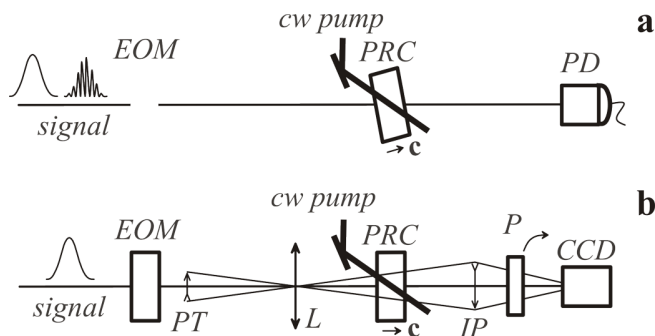 cw pump
a
EOM
PRC
PD
signal
c
cw pump
b
EOM
PRC
P
CCD
signal
PT
L
c
IP